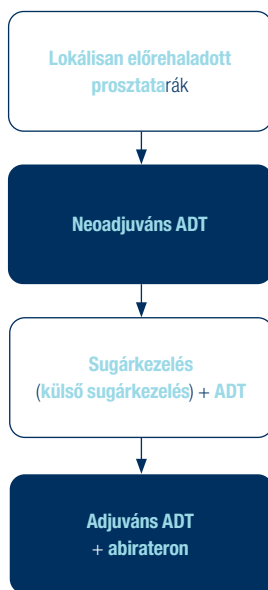 Lokálisan előrehaladott
prosztatarák
Neoadjuváns ADT
Sugárkezelés
(külső sugárkezelés) + ADT
Adjuváns ADT
+ abirateron